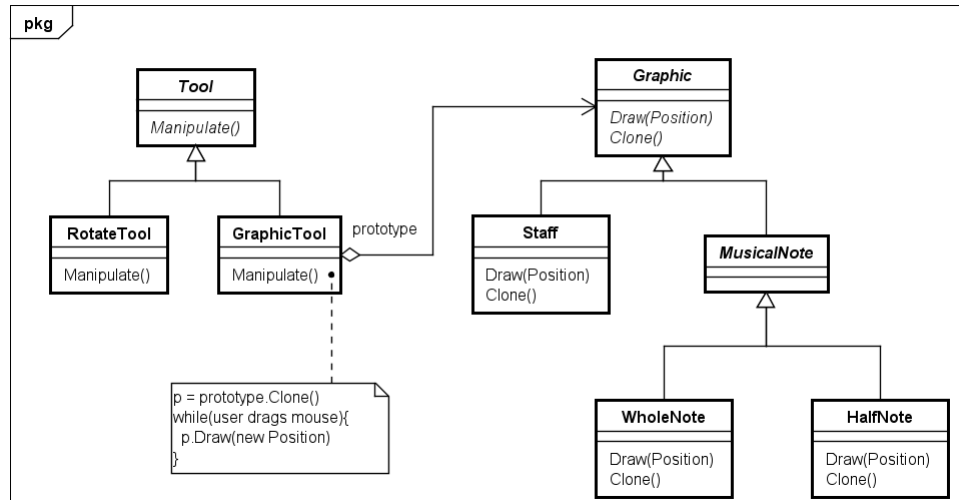 pkg
Tool
Manipulate()
RotateTool
Manipulate()
GraphicTool
Manipulate()
prototype
p = prototype.Clone()
while(user drags mouse){
p.Draw(new Position)
}
Graphic
Draw(Position)
Clone()
Staff
Draw(Position)
Clone()
MusicalNote
WholeNote
Draw(Position)
Clone()
HalfNote
Draw(Position)
Clone()